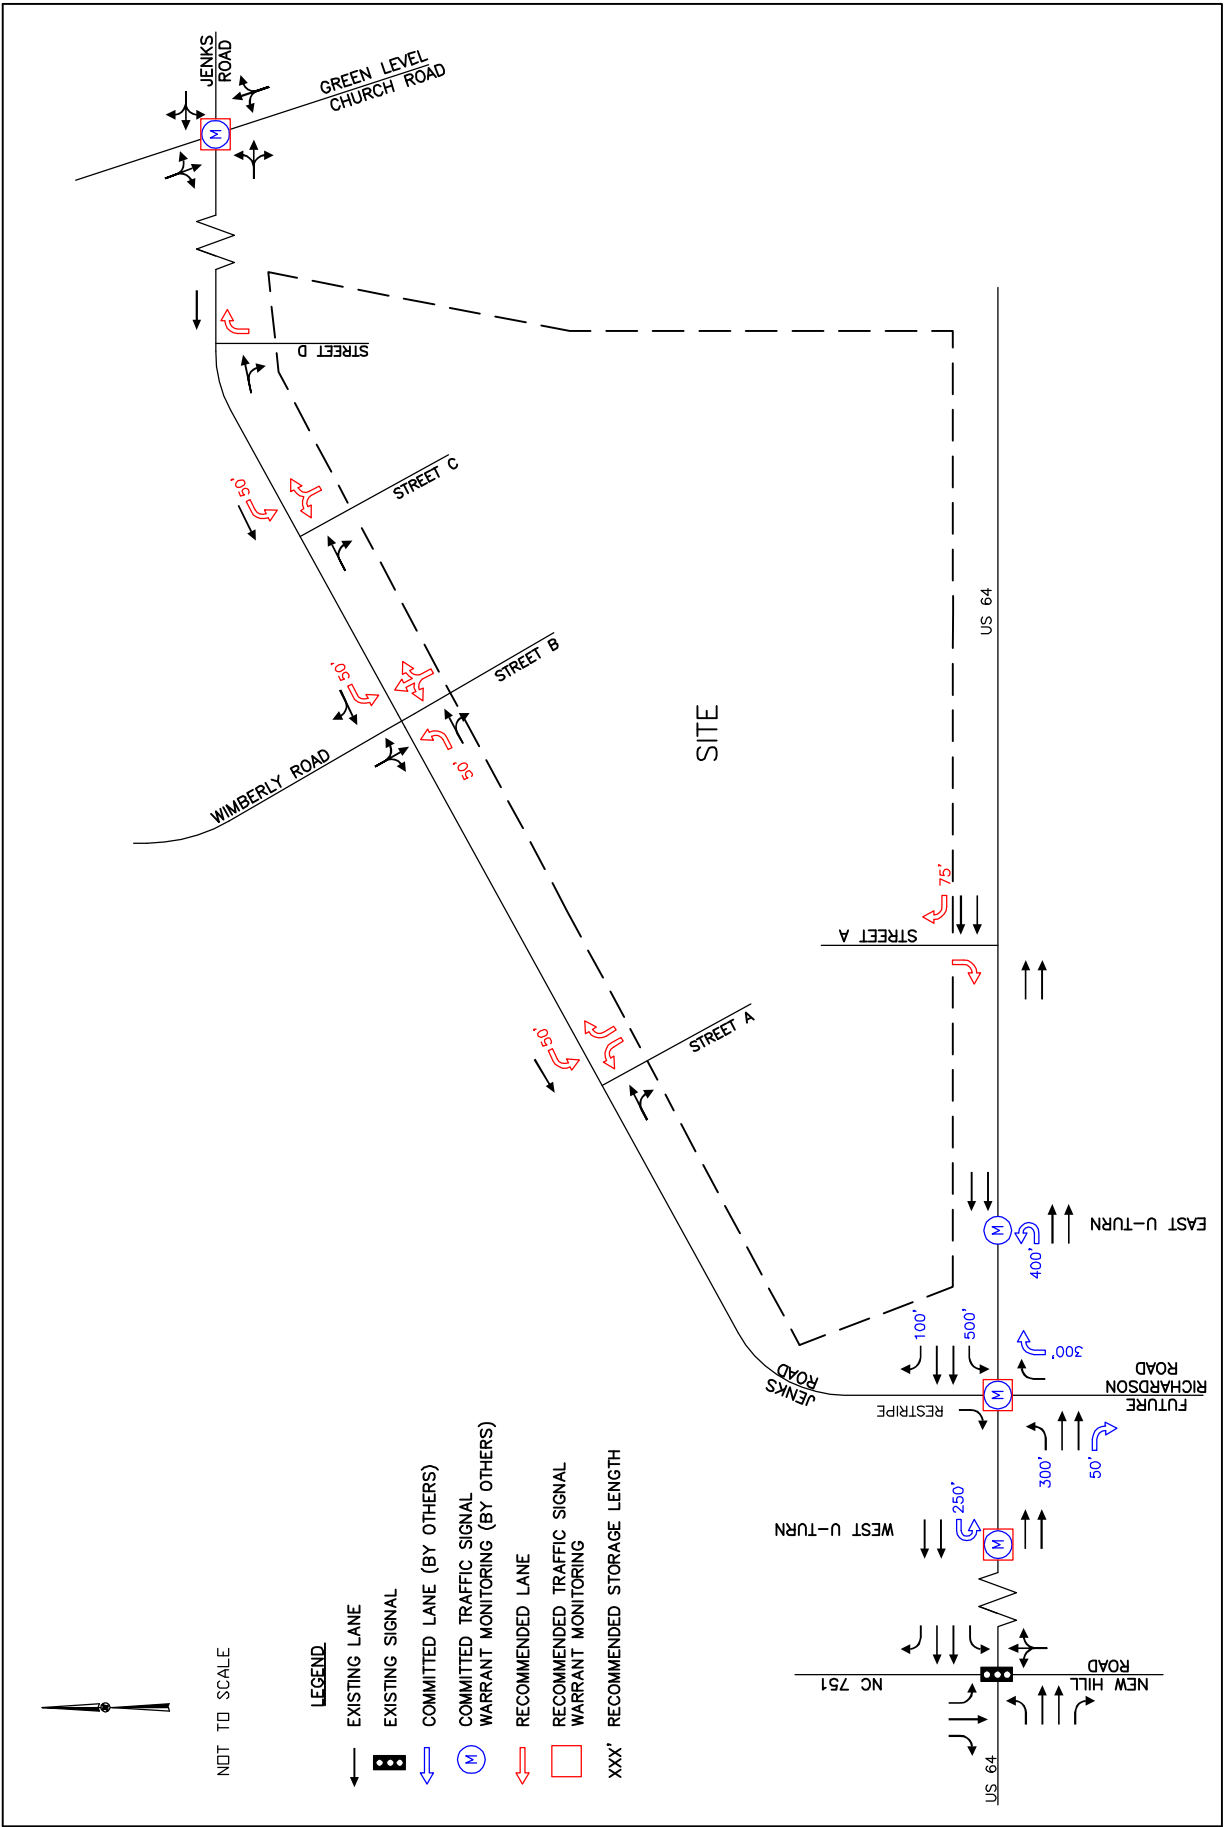 JENKS
ROAD
GREEN LEVEL
CHURCH ROAD
M
STREET D
50'
STREET C
50'
STREET B
WIMBERLY ROAD
50'
SITE
US 64
75'
STREET A
50'
STREET A
EAST U-TURN
M
400'
100'
500'
300'
JENKS
ROAD
RESTRIPE
M
FUTURE
RICHARDSON
ROAD
300'
50'
WEST U-TURN
250'
M
NC 751
NEW HILL
ROAD
US 64
NOT TO SCALE
LEGEND
EXISTING LANE
EXISTING SIGNAL
COMMITTED LANE (BY OTHERS)
M
COMMITTED TRAFFIC SIGNAL
WARRANT MONITORING (BY OTHERS)
RECOMMENDED LANE
RECOMMENDED TRAFFIC SIGNAL
WARRANT MONITORING
XXX' RECOMMENDED STORAGE LENGTH